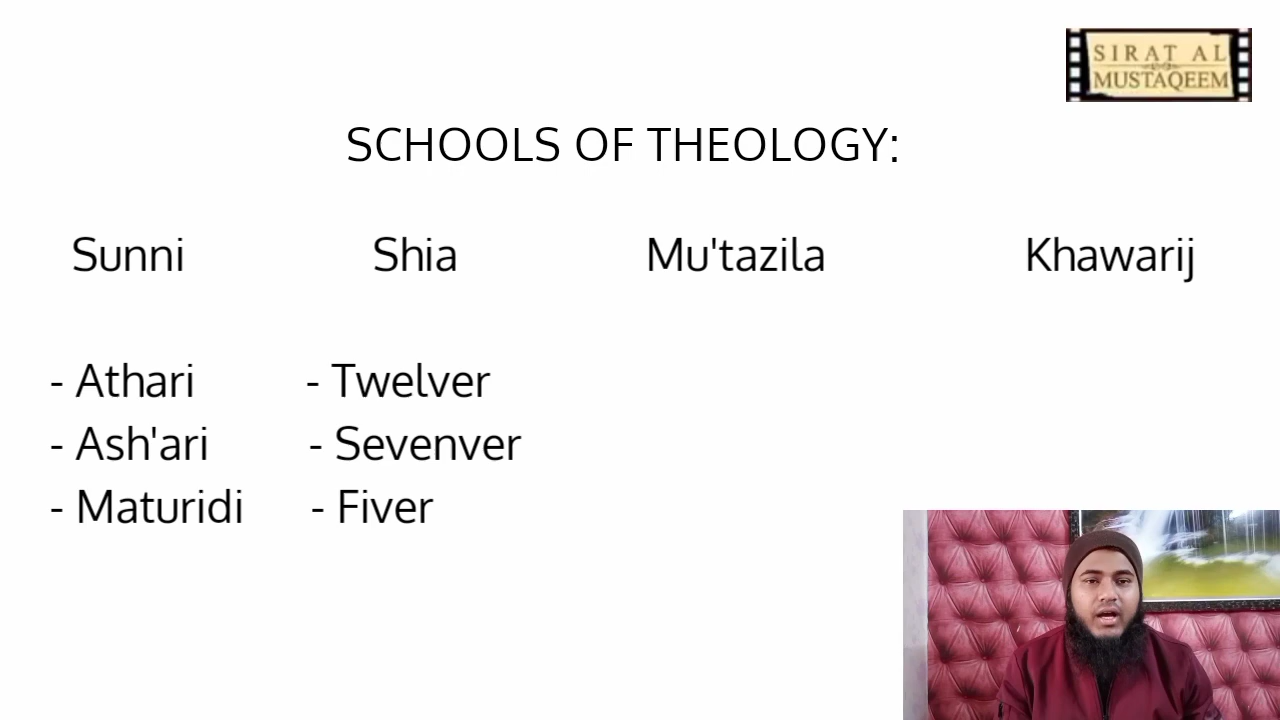 SIRAT AL
MUSTAQEEM
SCHOOLS OF THEOLOGY:
Sunni Shia Mu'tazila Khawarij
- Athari - Twelver
- Ash'ari - Sevenver
- Maturidi - Fiver